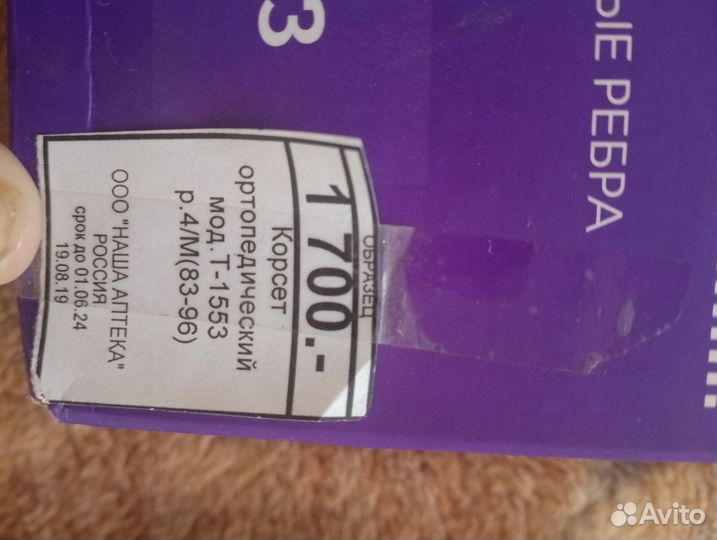 ЫЕ РЕБРА
3
ОБРАЗЕЦ
1 700.-
Корсет
ортопедический
мод. Т-1553
р.4/М(83-96)
ООО "НАША АПТЕКА"
РОССИЯ
срок до 01.06.24
19.08.19
Avito